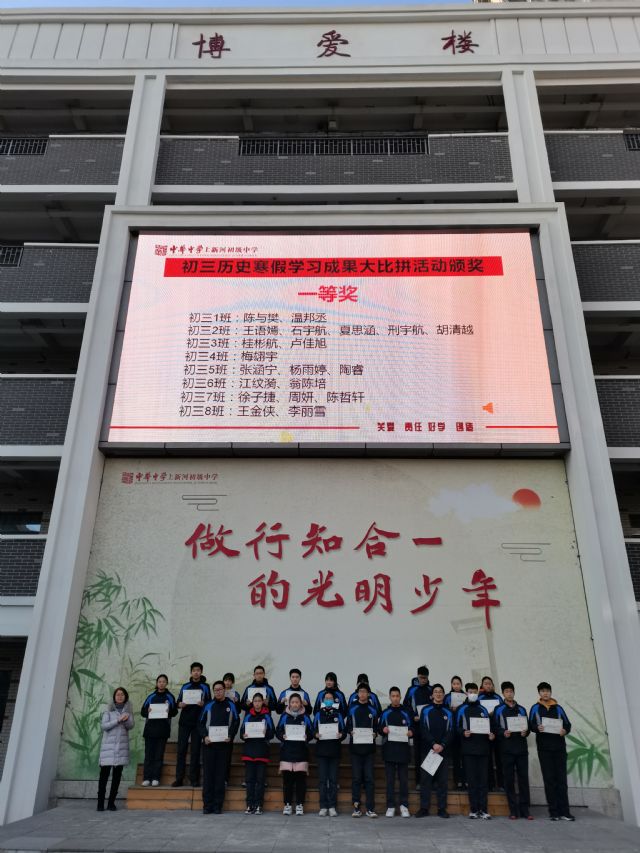 博爱楼
中华中学上新河初级中学
初三历史寒假学习成果大比拼活动颁奖
一等奖
初三1班：陈与樊、温邦丞
初三2班：王语嫣、石宇航、夏思涵、邢宇航、胡清越
初三3班：桂彬航、卢佳旭
初三4班：梅翊宇
初三5班：张涵宁、杨雨婷、陶睿
初三6班：江纹漪、翁陈培
初三7班：徐子捷、周妍、陈哲轩
初三8班：王金侠、李丽雪
关爱 责任 好学 创造
中华中学上新河初级中学
做行知合一
的光明少年